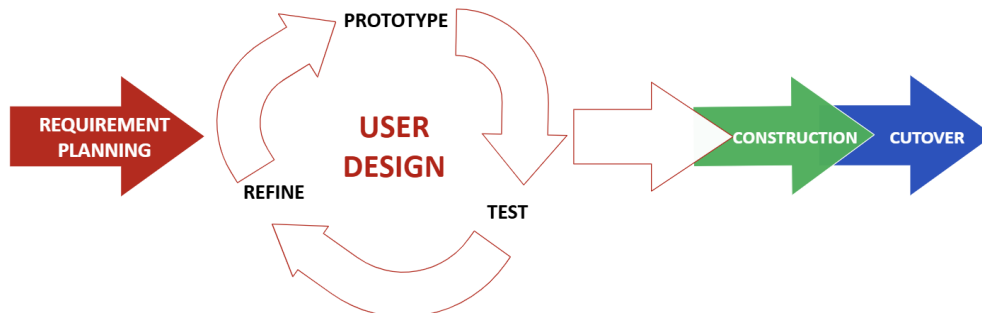 REQUIREMENT
PLANNING
PROTOTYPE
USER
DESIGN
REFINE
TEST
CONSTRUCTION
CUTOVER